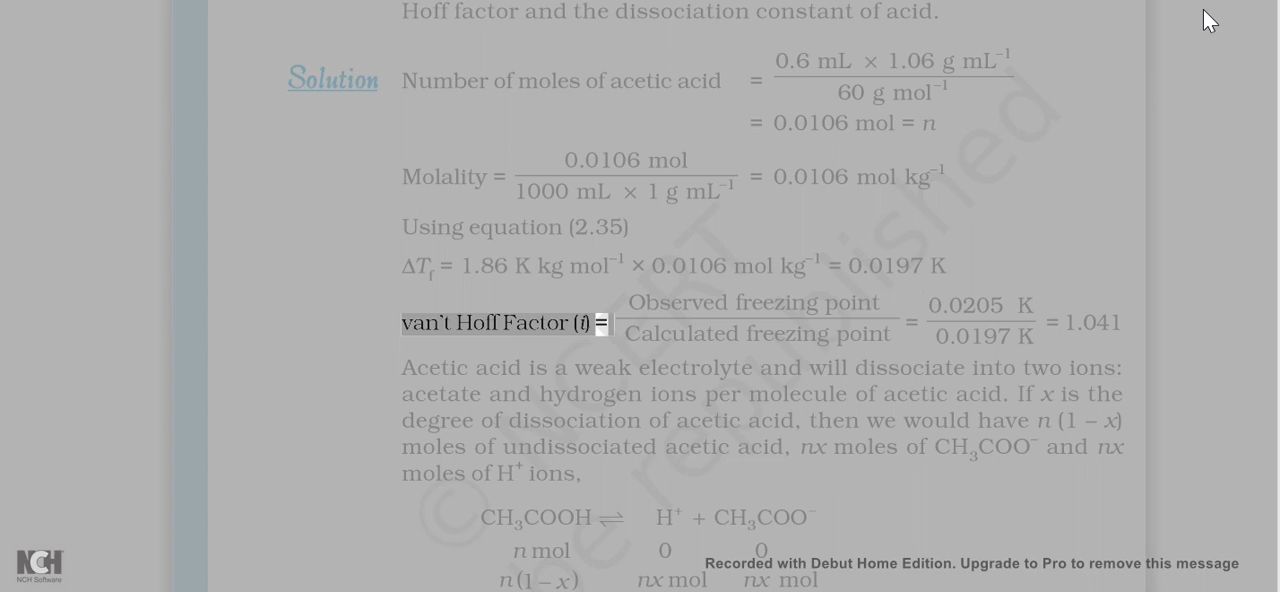 Hoff factor and the dissociation constant of acid.
Solution Number of moles of acetic acid = 0.6 mL × 1.06 g mL⁻¹ / 60 g mol⁻¹
= 0.0106 mol = n
Molality = 0.0106 mol / 1000 mL × 1 g mL⁻¹ = 0.0106 mol kg⁻¹
Using equation (2.35)
ΔTf = 1.86 K kg mol⁻¹ × 0.0106 mol kg⁻¹ = 0.0197 K
van't Hoff Factor (i) = Observed freezing point / Calculated freezing point = 0.0205 K / 0.0197 K = 1.041
Acetic acid is a weak electrolyte and will dissociate into two ions:
acetate and hydrogen ions per molecule of acetic acid. If x is the
degree of dissociation of acetic acid, then we would have n (1 – x)
moles of undissociated acetic acid, nx moles of CH₃COO⁻ and nx
moles of H⁺ ions,
CH₃COOH ⇌ H⁺ + CH₃COO⁻
n mol 0 0
n(1 – x) nx mol nx mol
© NCERT
be republished
NCH
NCH Software
Recorded with Debut Home Edition. Upgrade to Pro to remove this message